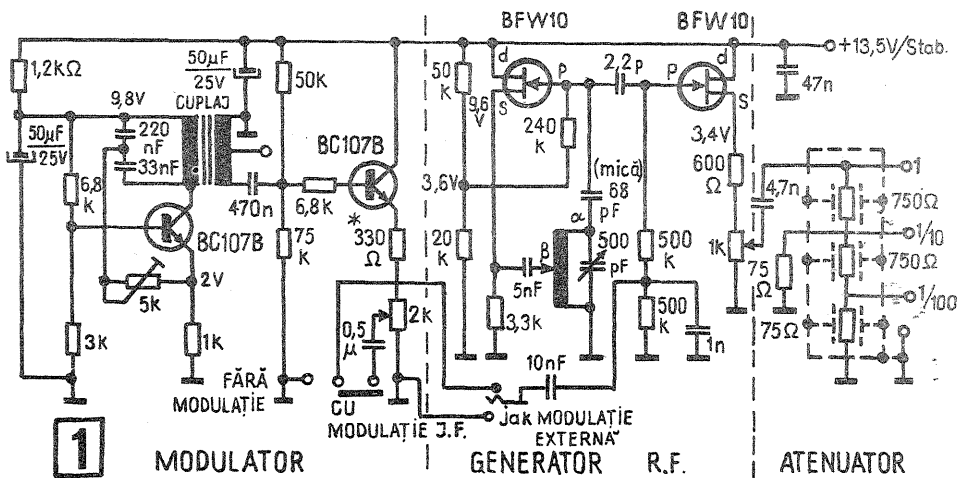 BFW10
BFW10
+13,5V/Stab.
1,2kΩ
50µF
25V
9,8V
CUPLAJ
50k
50
k
9,6
V
d
S
p
2,2p
p
d
S
47n
50µF
25V
220
nF
33nF
BC107B
240
k
3,4V
600
Ω
6,8
k
470n
6,8k
3,6V
(mică)
68
pF
4,7n
1
750Ω
BC107B
*
330
Ω
75
k
20
k
α
β
500
pF
500
k
1k
75
Ω
1/10
750Ω
2V
5k
5nF
1/100
3k
1k
0,5
µ
2k
3,3k
500
k
1n
75Ω
FĂRĂ
MODULAȚIE
10nF
CU
MODULAȚIE J.F.
jak MODULAȚIE
EXTERNĂ
1
MODULATOR
GENERATOR R.F.
ATENUATOR